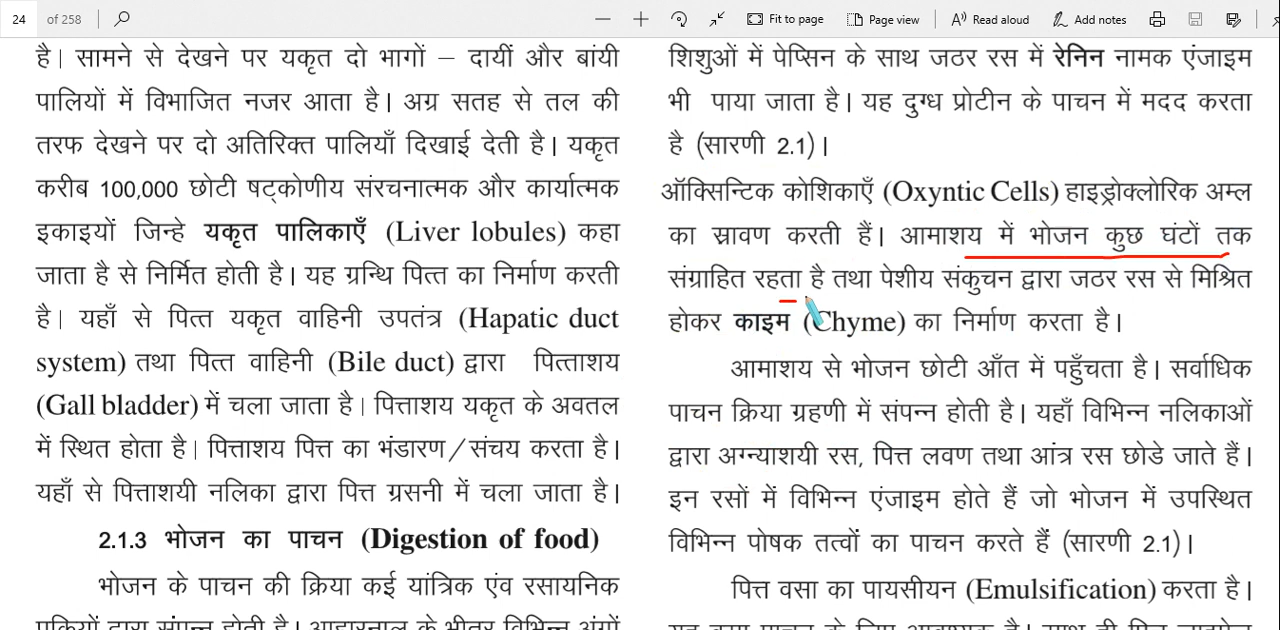 24 of 258 Fit to page Page view Read aloud Add notes
है। सामने से देखने पर यकृत दो भागों – दायीं और बांयी
पालियों में विभाजित नजर आता है। अग्र सतह से तल की
तरफ देखने पर दो अतिरिक्त पालियाँ दिखाई देती है। यकृत
करीब 100,000 छोटी षट्कोणीय संरचनात्मक और कार्यात्मक
इकाइयों जिन्हे यकृत पालिकाएँ (Liver lobules) कहा
जाता है से निर्मित होती है। यह ग्रन्थि पित्त का निर्माण करती
है। यहाँ से पित्त यकृत वाहिनी उपतंत्र (Hapatic duct
system) तथा पित्त वाहिनी (Bile duct) द्वारा पित्ताशय
(Gall bladder) में चला जाता है। पित्ताशय यकृत के अवतल
में स्थित होता है। पित्ताशय पित्त का भंडारण/संचय करता है।
यहाँ से पित्ताशयी नलिका द्वारा पित्त ग्रसनी में चला जाता है।
2.1.3 भोजन का पाचन (Digestion of food)
भोजन के पाचन की क्रिया कई यांत्रिक एंव रसायनिक
शिशुओं में पेप्सिन के साथ जठर रस में रेनिन नामक एंजाइम
भी पाया जाता है। यह दुग्ध प्रोटीन के पाचन में मदद करता
है (सारणी 2.1)।
ऑक्सिन्टिक कोशिकाएँ (Oxyntic Cells) हाइड्रोक्लोरिक अम्ल
का स्रावण करती हैं। आमाशय में भोजन कुछ घंटों तक
संग्राहित रहता है तथा पेशीय संकुचन द्वारा जठर रस से मिश्रित
होकर काइम (Chyme) का निर्माण करता है।
आमाशय से भोजन छोटी आँत में पहुँचता है। सर्वाधिक
पाचन क्रिया ग्रहणी में संपन्न होती है। यहाँ विभिन्न नलिकाओं
द्वारा अग्न्याशयी रस, पित्त लवण तथा आंत्र रस छोडे जाते हैं।
इन रसों में विभिन्न एंजाइम होते हैं जो भोजन में उपस्थित
विभिन्न पोषक तत्वों का पाचन करते हैं (सारणी 2.1)।
पित्त वसा का पायसीयन (Emulsification) करता है।